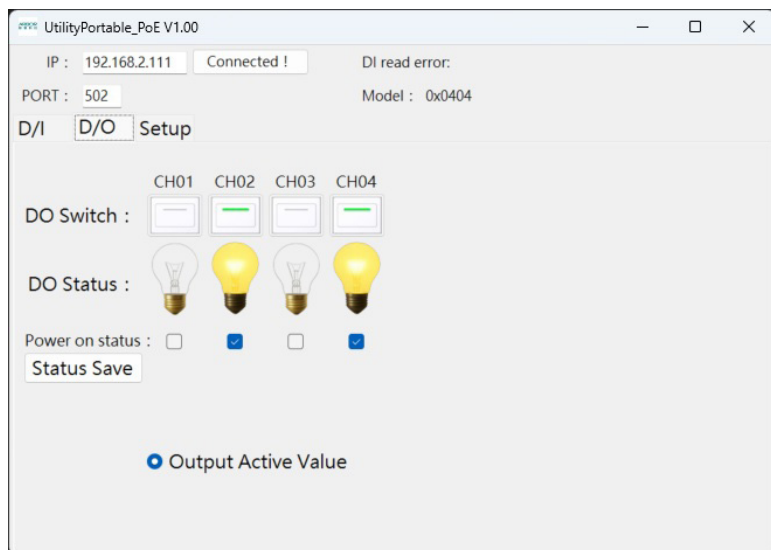 UtilityPortable_PoE V1.00
IP : 192.168.2.111 Connected ! DI read error:
PORT : 502 Model : 0x0404
D/I D/O Setup
CH01 CH02 CH03 CH04
DO Switch :
DO Status :
Power on status :
Status Save
Output Active Value